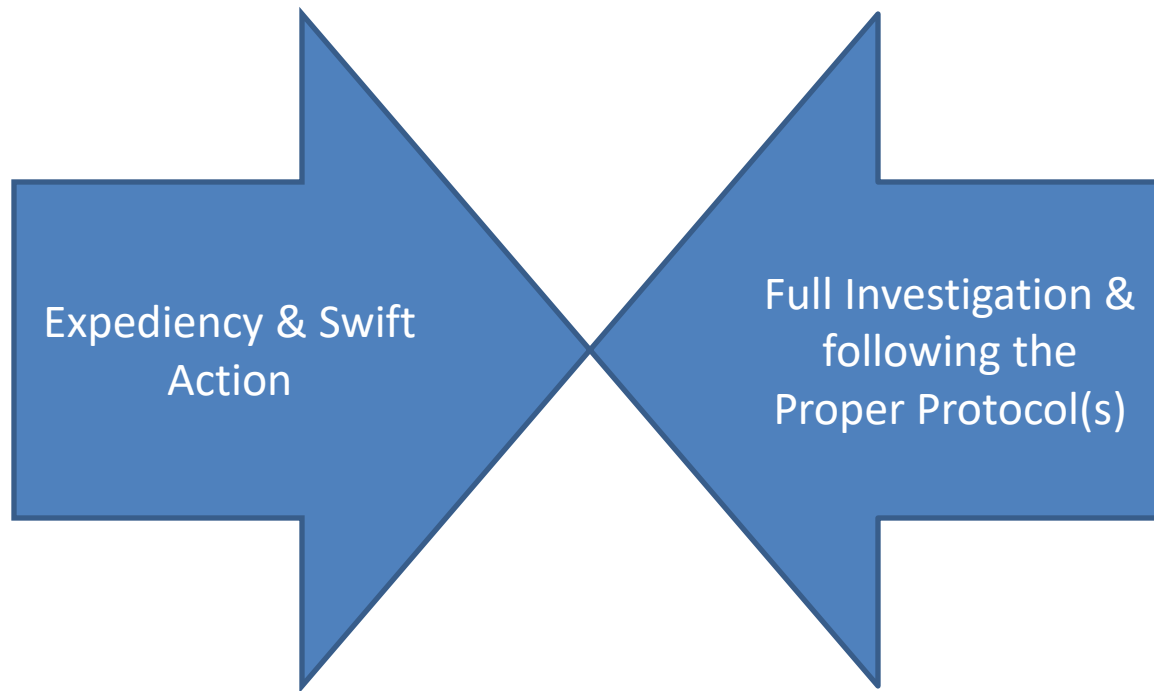 Expediency & Swift
Action
Full Investigation &
following the
Proper Protocol(s)